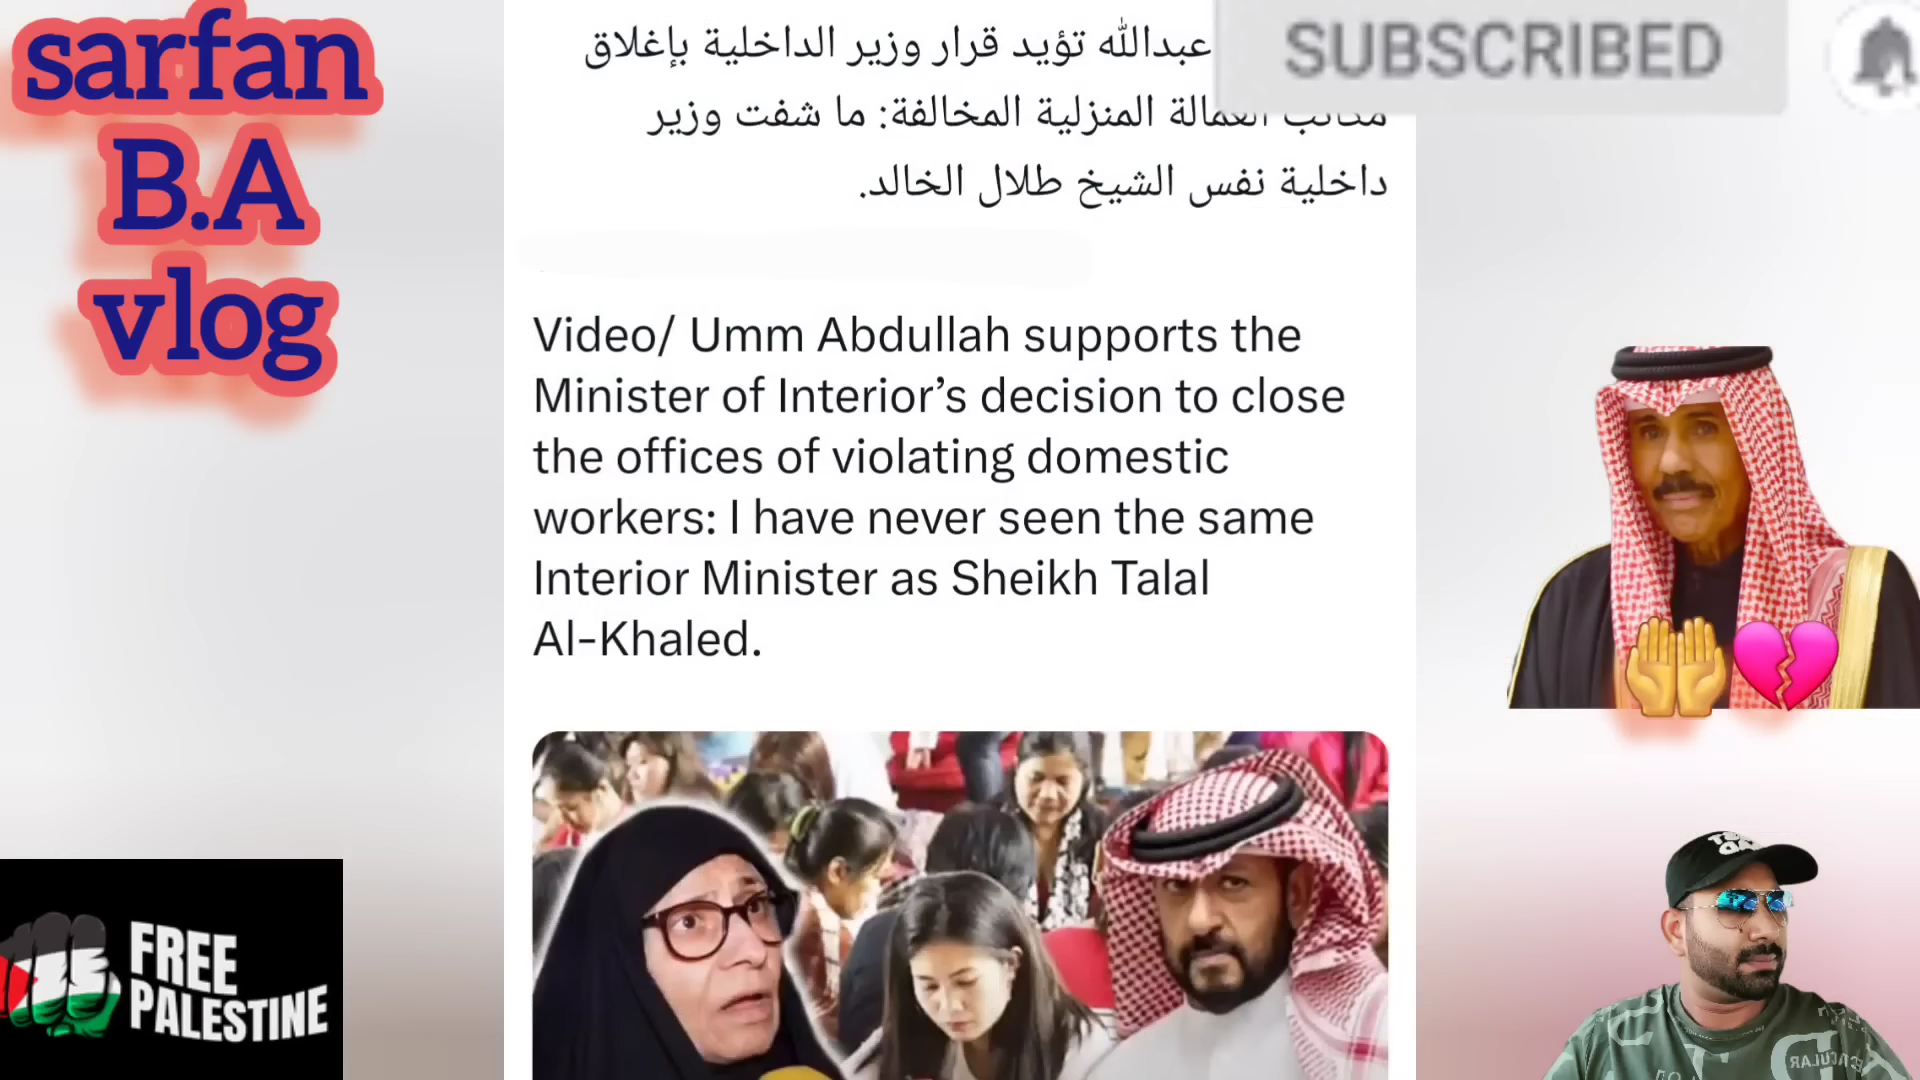 sarfan
B.A
vlog
SUBSCRIBED
عبدالله تؤيد قرار وزير الداخلية بإغلاق
مكاتب العمالة المنزلية المخالفة: ما شفت وزير
داخلية نفس الشيخ طلال الخالد.
Video/ Umm Abdullah supports the
Minister of Interior’s decision to close
the offices of violating domestic
workers: I have never seen the same
Interior Minister as Sheikh Talal
Al-Khaled.
FREE
PALESTINE